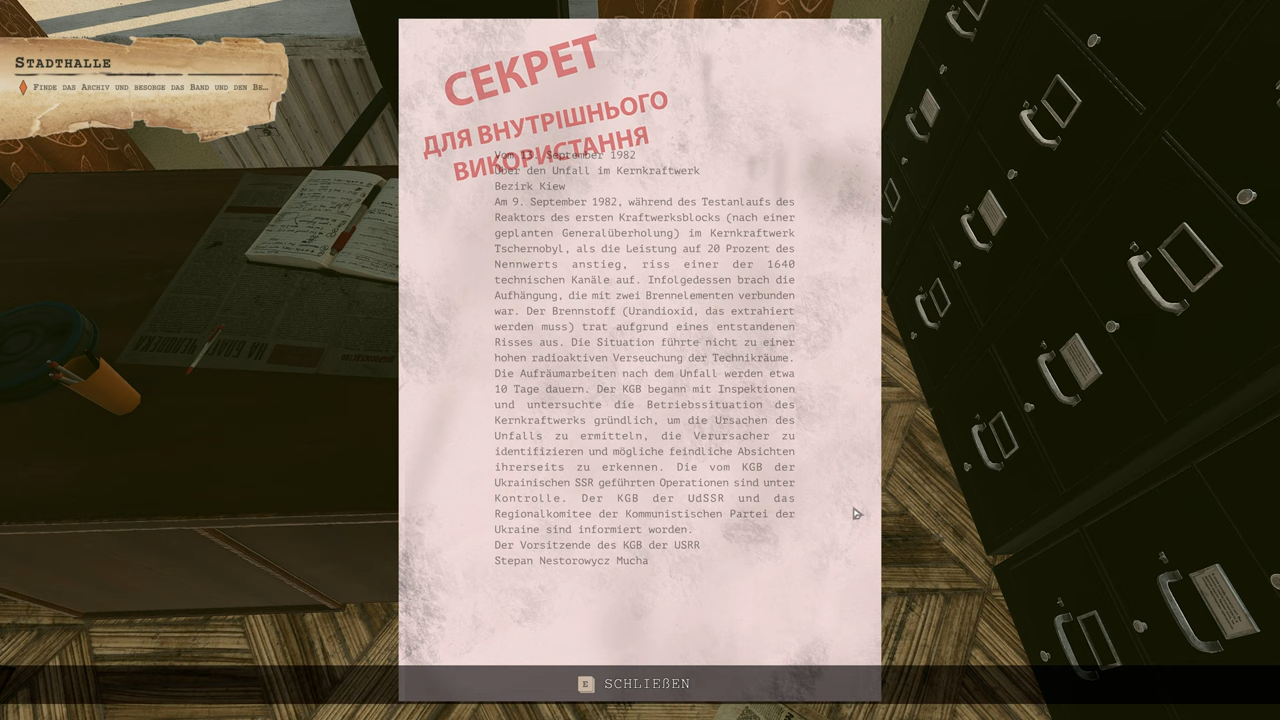 STADTHALLE
FINDE DAS ARCHIV UND BESORGE DAS BAND UND DEN BE…
СЕКРЕТ
ДЛЯ ВНУТРІШНЬОГО
ВИКОРИСТАННЯ
Vom 13. September 1982
Über den Unfall im Kernkraftwerk
Bezirk Kiew
Am 9. September 1982, während des Testanlaufs des
Reaktors des ersten Kraftwerksblocks (nach einer
geplanten Generalüberholung) im Kernkraftwerk
Tschernobyl, als die Leistung auf 20 Prozent des
Nennwerts anstieg, riss einer der 1640
technischen Kanäle auf. Infolgedessen brach die
Aufhängung, die mit zwei Brennelementen verbunden
war. Der Brennstoff (Urandioxid, das extrahiert
werden muss) trat aufgrund eines entstandenen
Risses aus. Die Situation führte nicht zu einer
hohen radioaktiven Verseuchung der Technikräume.
Die Aufräumarbeiten nach dem Unfall werden etwa
10 Tage dauern. Der KGB begann mit Inspektionen
und untersuchte die Betriebssituation des
Kernkraftwerks gründlich, um die Ursachen des
Unfalls zu ermitteln, die Verursacher zu
identifizieren und mögliche feindliche Absichten
ihrerseits zu erkennen. Die vom KGB der
Ukrainischen SSR geführten Operationen sind unter
Kontrolle. Der KGB der UdSSR und das
Regionalkomitee der Kommunistischen Partei der
Ukraine sind informiert worden.
Der Vorsitzende des KGB der USRR
Stepan Nestorowycz Mucha
E SCHLIEßEN